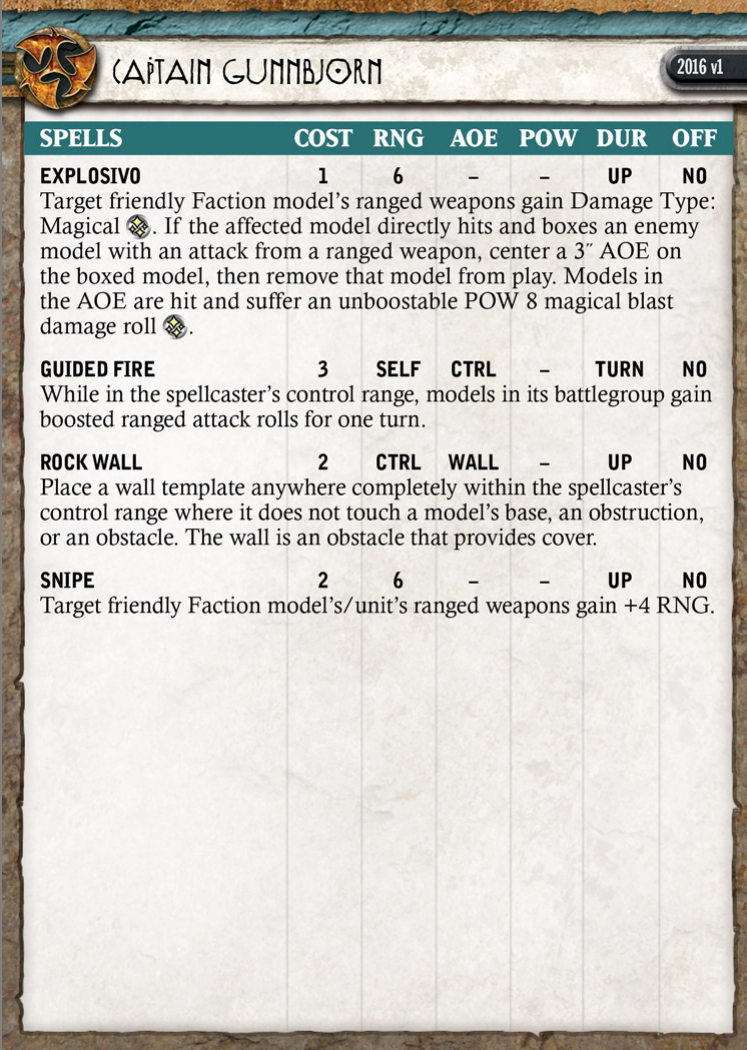 CAPTAIN GUNNBJORN
2016 v1
SPELLS COST RNG AOE POW DUR OFF
EXPLOSIVO 1 6 – – UP NO
Target friendly Faction model's ranged weapons gain Damage Type:
Magical. If the affected model directly hits and boxes an enemy
model with an attack from a ranged weapon, center a 3˝ AOE on
the boxed model, then remove that model from play. Models in
the AOE are hit and suffer an unboostable POW 8 magical blast
damage roll.
GUIDED FIRE 3 SELF CTRL – TURN NO
While in the spellcaster's control range, models in its battlegroup gain
boosted ranged attack rolls for one turn.
ROCK WALL 2 CTRL WALL – UP NO
Place a wall template anywhere completely within the spellcaster's
control range where it does not touch a model's base, an obstruction,
or an obstacle. The wall is an obstacle that provides cover.
SNIPE 2 6 – – UP NO
Target friendly Faction model's/unit's ranged weapons gain +4 RNG.